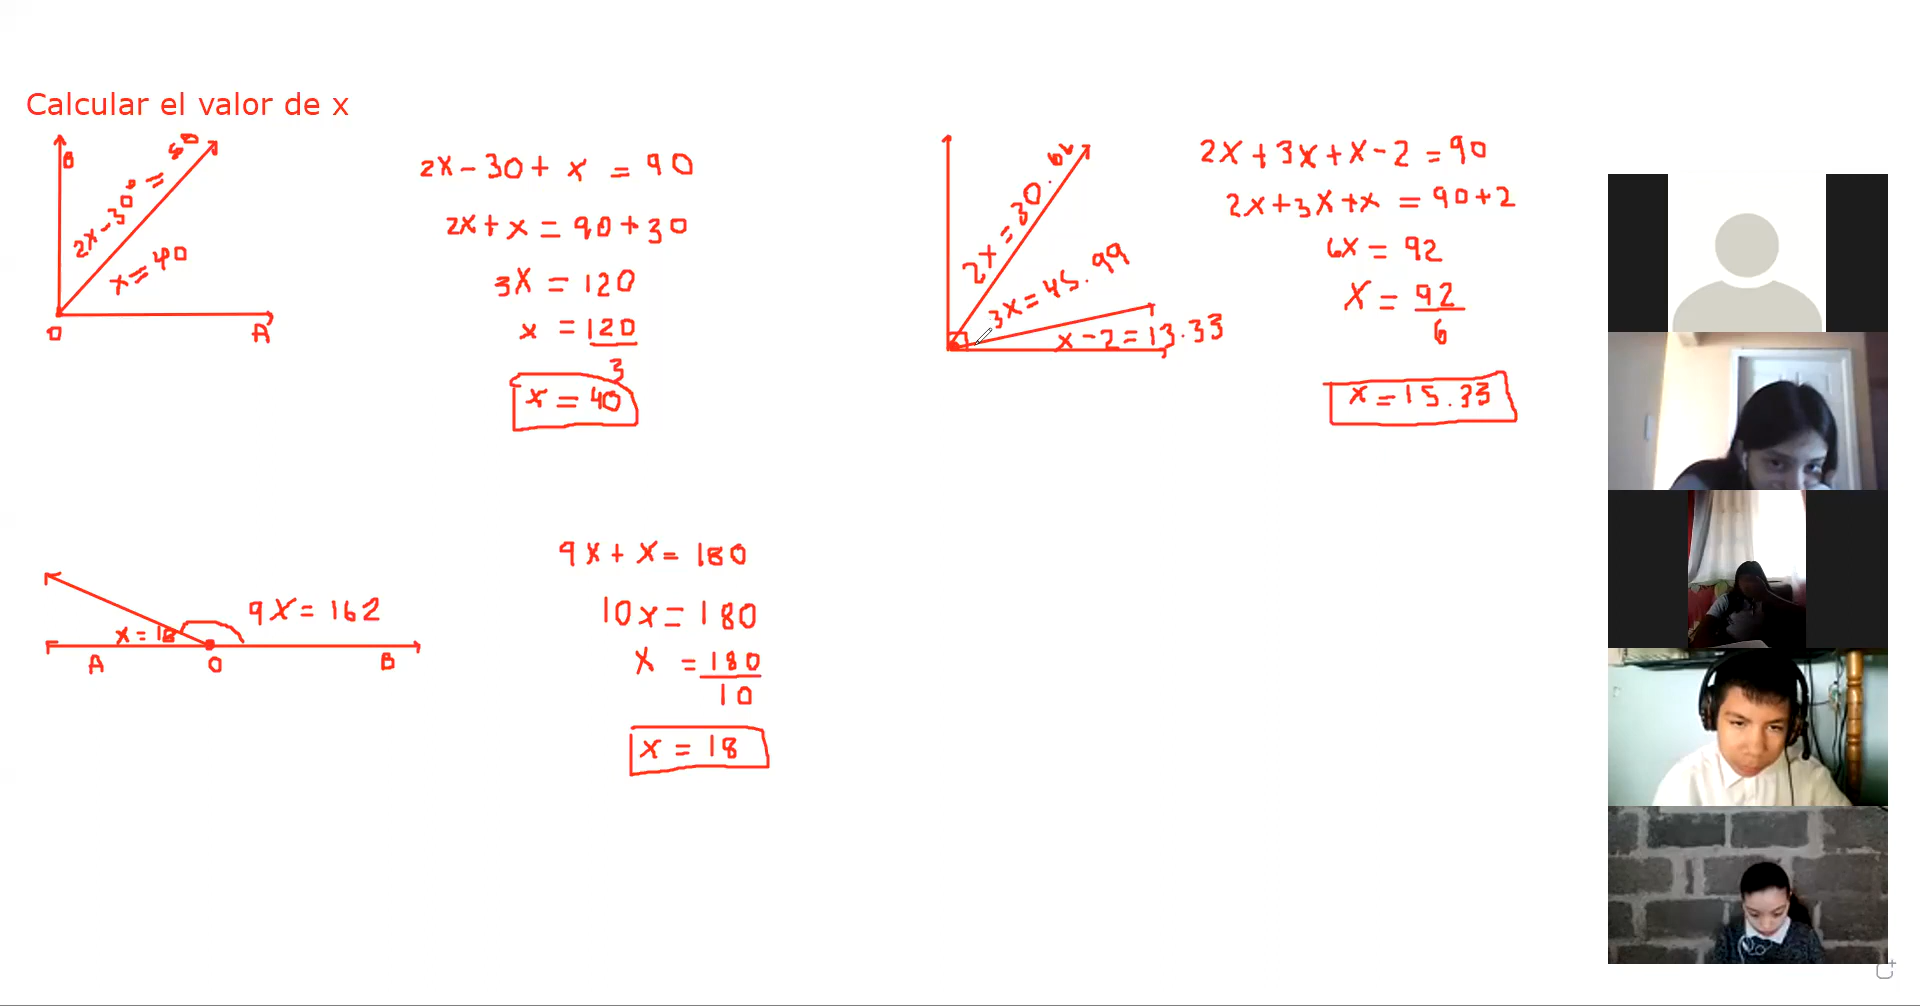 Calcular el valor de x
B
2x-30°=50
x=40
O
A
2x-30+x=90
2x+x=90+30
3x=120
x=120
3
x=40
2x=30.66
3x=45.99
x-2=13.33
2x+3x+x-2=90
2x+3x+x=90+2
6x=92
x=92
6
x=15.33
9x=162
x=18
A
O
B
9x+x=180
10x=180
x=180
10
x=18